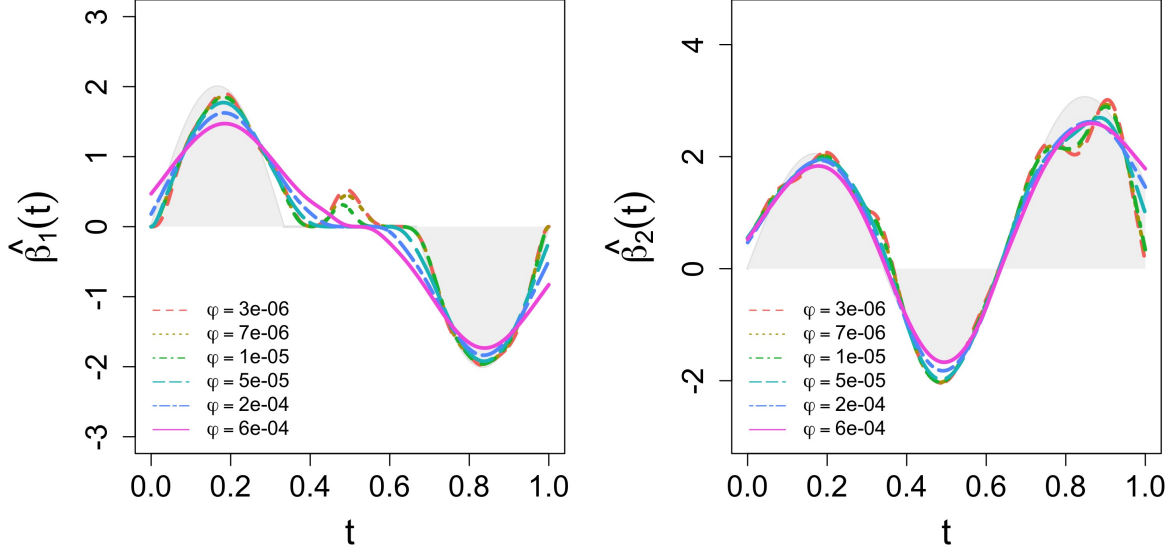 3
2
1
0
-1
-2
-3
β̂₁(t)
φ = 3e-06
φ = 7e-06
φ = 1e-05
φ = 5e-05
φ = 2e-04
φ = 6e-04
0.0 0.2 0.4 0.6 0.8 1.0
t
4
2
0
-2
β̂₂(t)
φ = 3e-06
φ = 7e-06
φ = 1e-05
φ = 5e-05
φ = 2e-04
φ = 6e-04
0.0 0.2 0.4 0.6 0.8 1.0
t